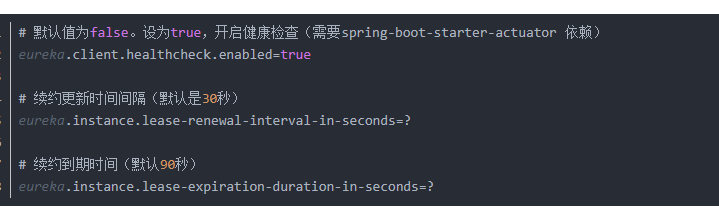 # 默认值为false。设为true，开启健康检查（需要spring-boot-starter-actuator 依赖）
eureka.client.healthcheck.enabled=true
# 续约更新时间间隔（默认是30秒）
eureka.instance.lease-renewal-interval-in-seconds=?
# 续约到期时间（默认90秒）
eureka.instance.lease-expiration-duration-in-seconds=?